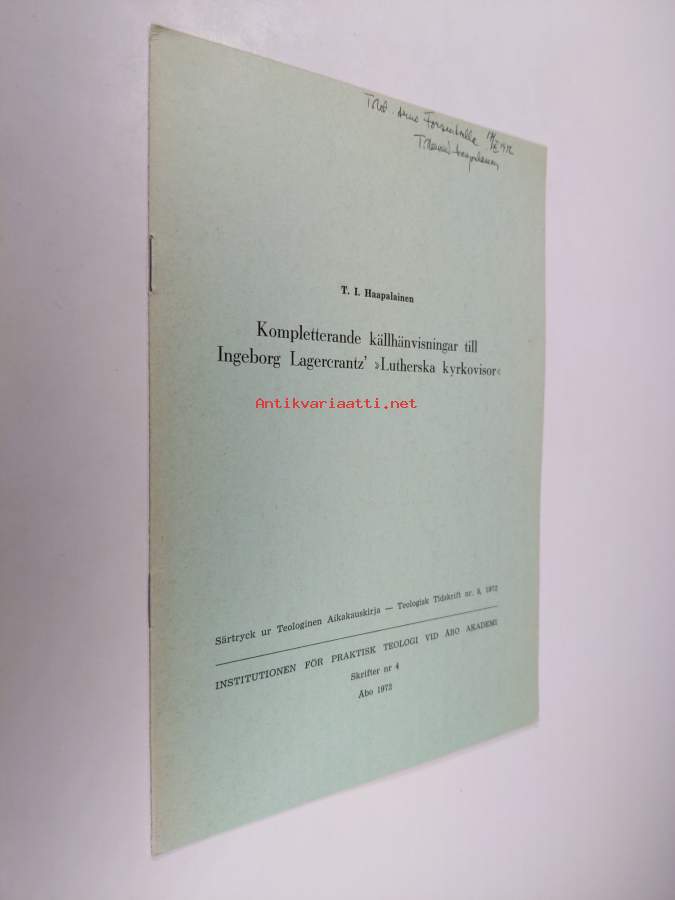 T. I. Haapalainen
Kompletterande källhänvisningar till
Ingeborg Lagercrantz' »Lutherska kyrkovisor«
Antikvariaatti.net
Särtryck ur Teologinen Aikakauskirja — Teologisk Tidskrift nr. 3, 1972
INSTITUTIONEN FÖR PRAKTISK TEOLOGI VID ÅBO AKADEMI
Skrifter nr 4
Åbo 1972